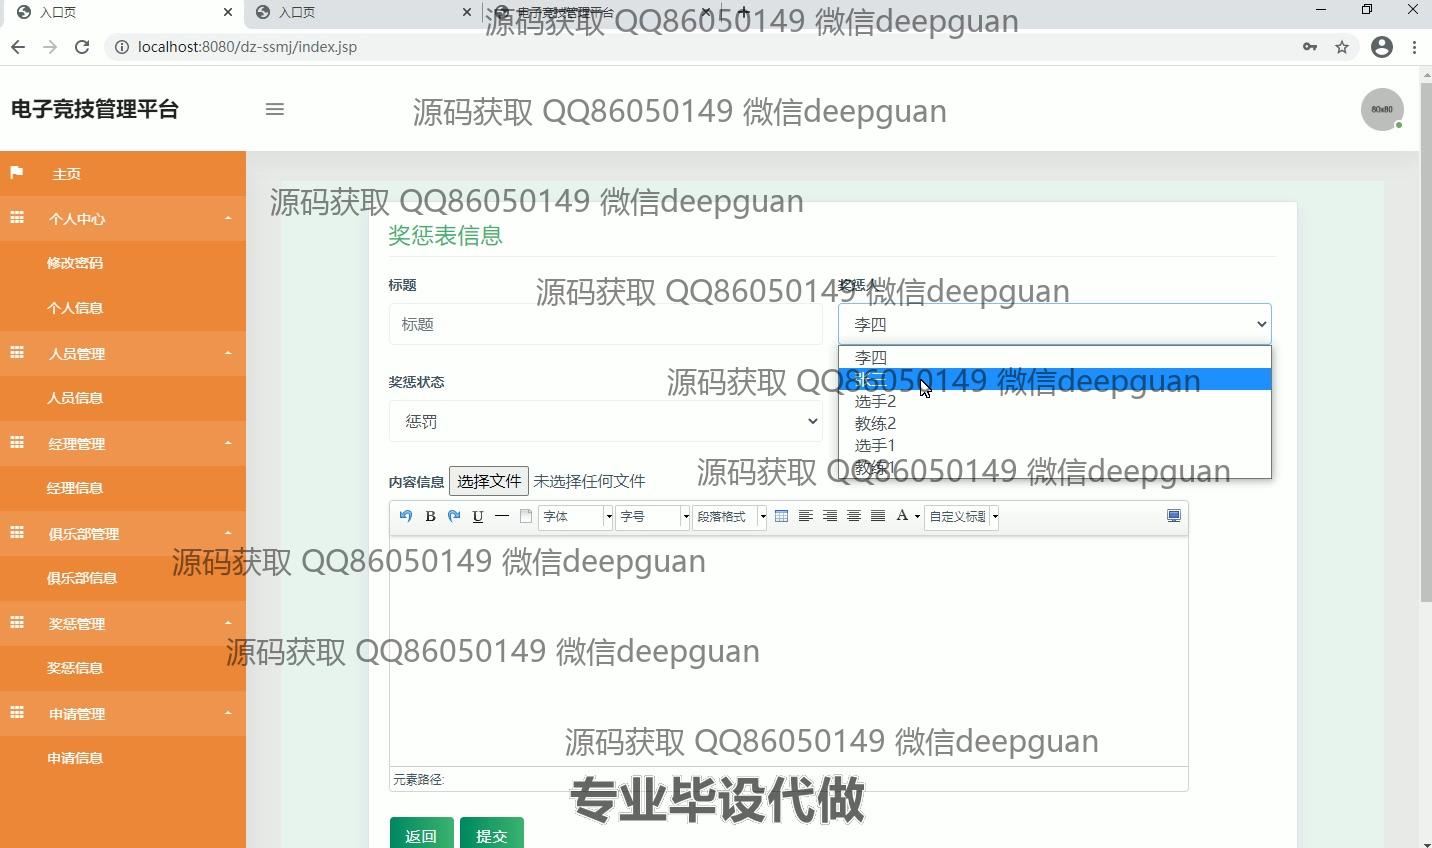 入口页
入口页
电子竞技管理平台
源码获取 QQ86050149 微信deepguan
localhost:8080/dz-ssmj/index.jsp
电子竞技管理平台
源码获取 QQ86050149 微信deepguan
80x80
主页
个人中心
修改密码
个人信息
人员管理
人员信息
经理管理
经理信息
俱乐部管理
俱乐部信息
奖惩管理
奖惩信息
申请管理
申请信息
源码获取 QQ86050149 微信deepguan
奖惩表信息
标题
奖惩人
源码获取 QQ86050149 微信deepguan
标题
李四
李四
张三
选手2
教练2
选手1
教练1
源码获取 QQ86050149 微信deepguan
奖惩状态
惩罚
源码获取 QQ86050149 微信deepguan
内容信息 选择文件 未选择任何文件
B U 字体 字号 段落格式 A 自定义标题
源码获取 QQ86050149 微信deepguan
源码获取 QQ86050149 微信deepguan
源码获取 QQ86050149 微信deepguan
元素路径:
专业毕设代做
返回 提交